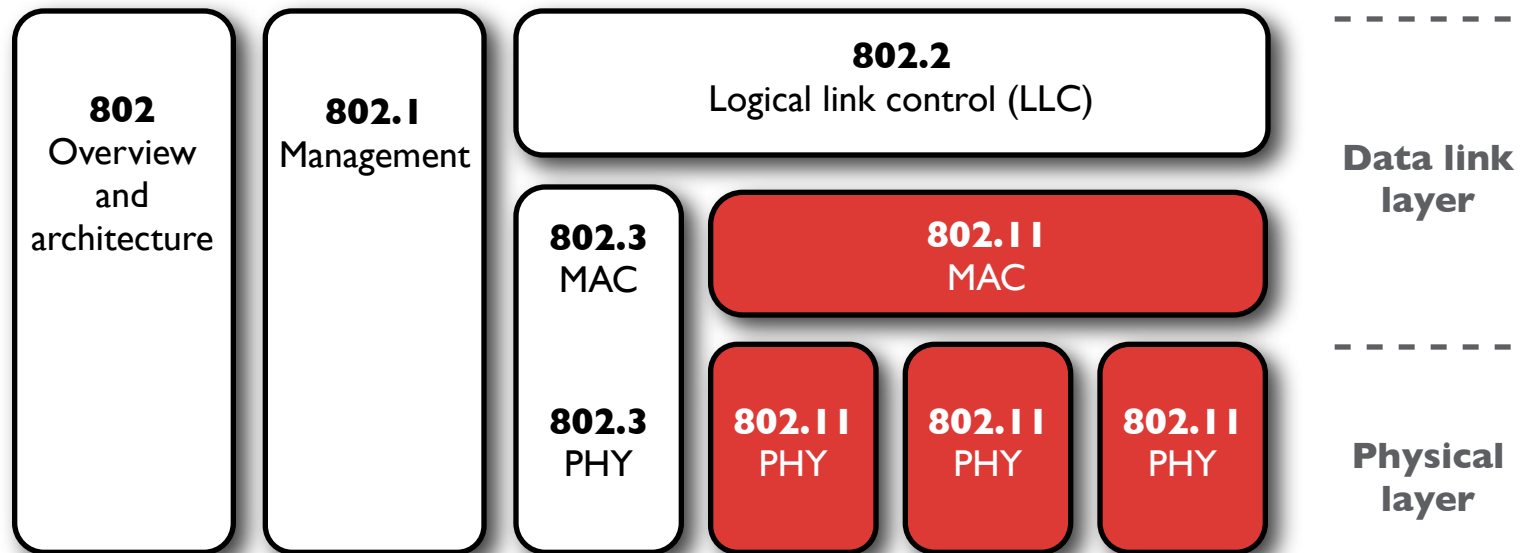 802
Overview
and
architecture
802.1
Management
802.2
Logical link control (LLC)
802.3
MAC
802.3
PHY
802.11
MAC
802.11
PHY
802.11
PHY
802.11
PHY
Data link
layer
Physical
layer